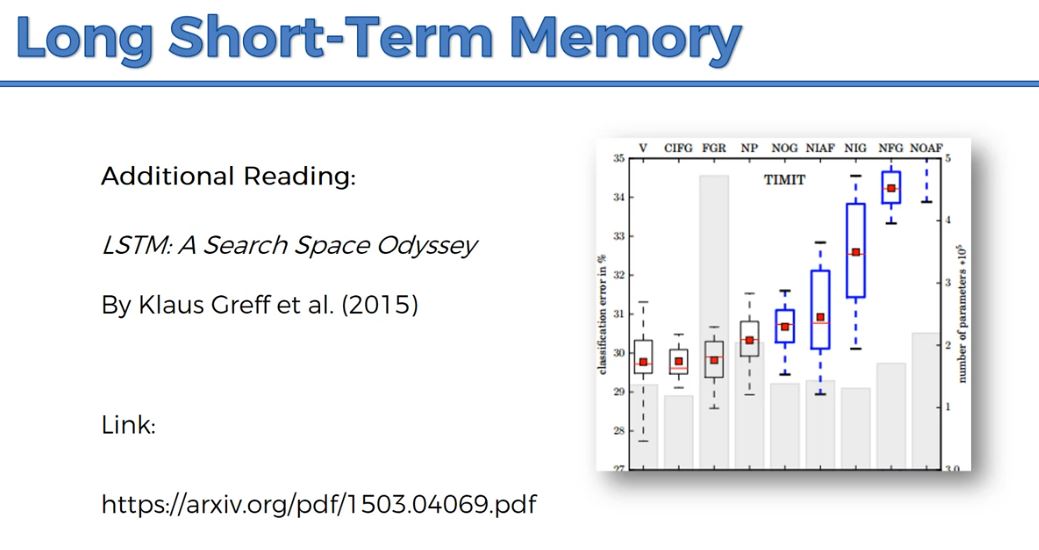 Long Short-Term Memory
Additional Reading:
LSTM: A Search Space Odyssey
By Klaus Greff et al. (2015)
Link:
https://arxiv.org/pdf/1503.04069.pdf
V CIFG FGR NP NOG NIAF NIG NFG NOAF
TIMIT
classification error in %
35
34
33
32
31
30
29
28
27
5
4
3
2
1
3.0
number of parameters *10⁵